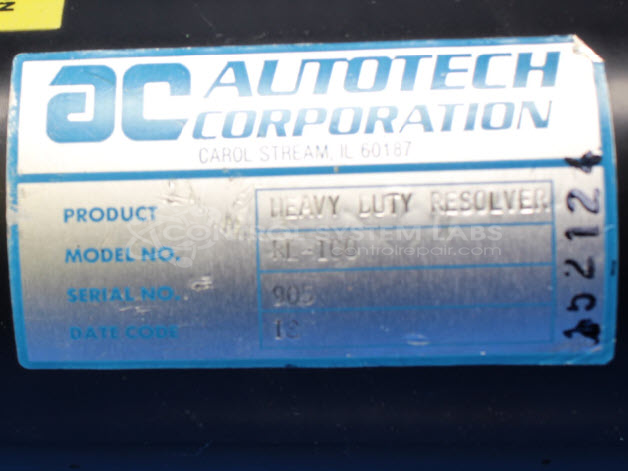 AC AUTOTECH
CORPORATION
CAROL STREAM, IL 60187
PRODUCT HEAVY DUTY RESOLVER
CONTROL SYSTEM LABS
MODEL NO.
controlrepair.com
SERIAL NO. 905
DATE CODE
152124